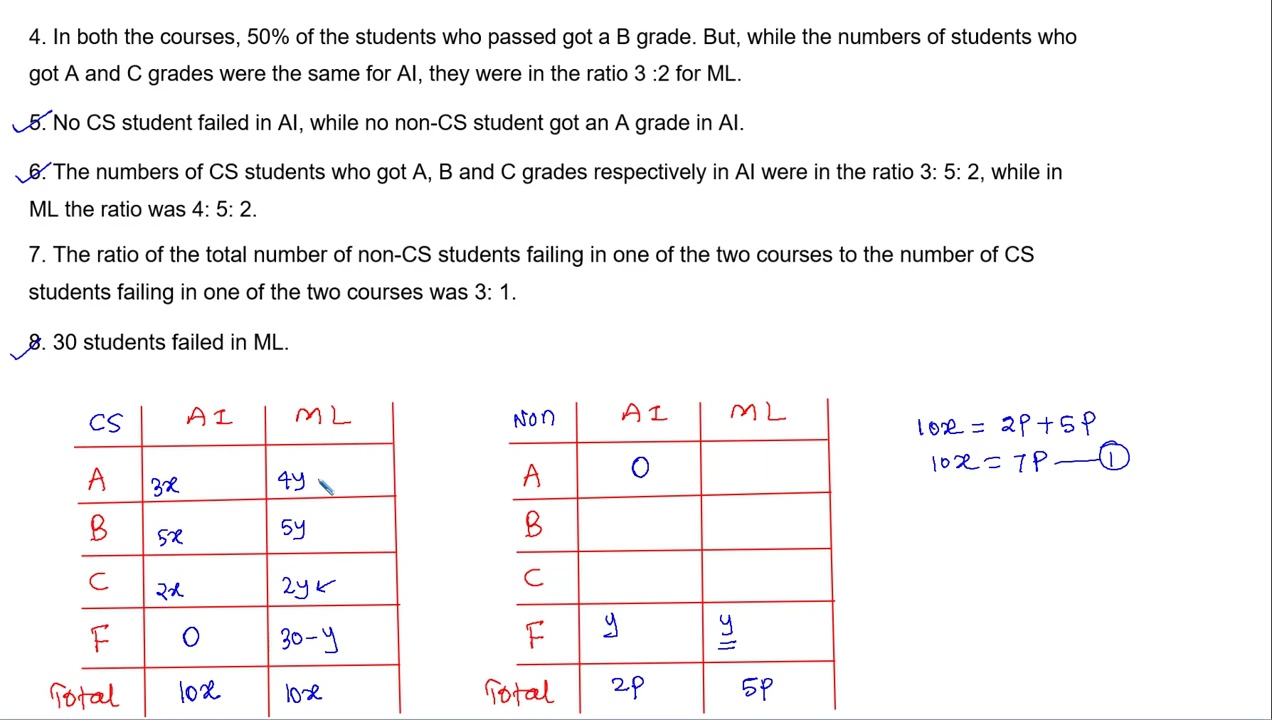 4. In both the courses, 50% of the students who passed got a B grade. But, while the numbers of students who
got A and C grades were the same for AI, they were in the ratio 3 :2 for ML.
5. No CS student failed in AI, while no non-CS student got an A grade in AI.
6. The numbers of CS students who got A, B and C grades respectively in AI were in the ratio 3: 5: 2, while in
ML the ratio was 4: 5: 2.
7. The ratio of the total number of non-CS students failing in one of the two courses to the number of CS
students failing in one of the two courses was 3: 1.
8. 30 students failed in ML.
CS AI ML
A 3x 4y
B 5x 5y
C 2x 2y
F 0 30-y
Total 10x 10x
Non AI ML
A 0
B
C
F y y
Total 2P 5P
10x = 2P+5P
10x = 7P — 1